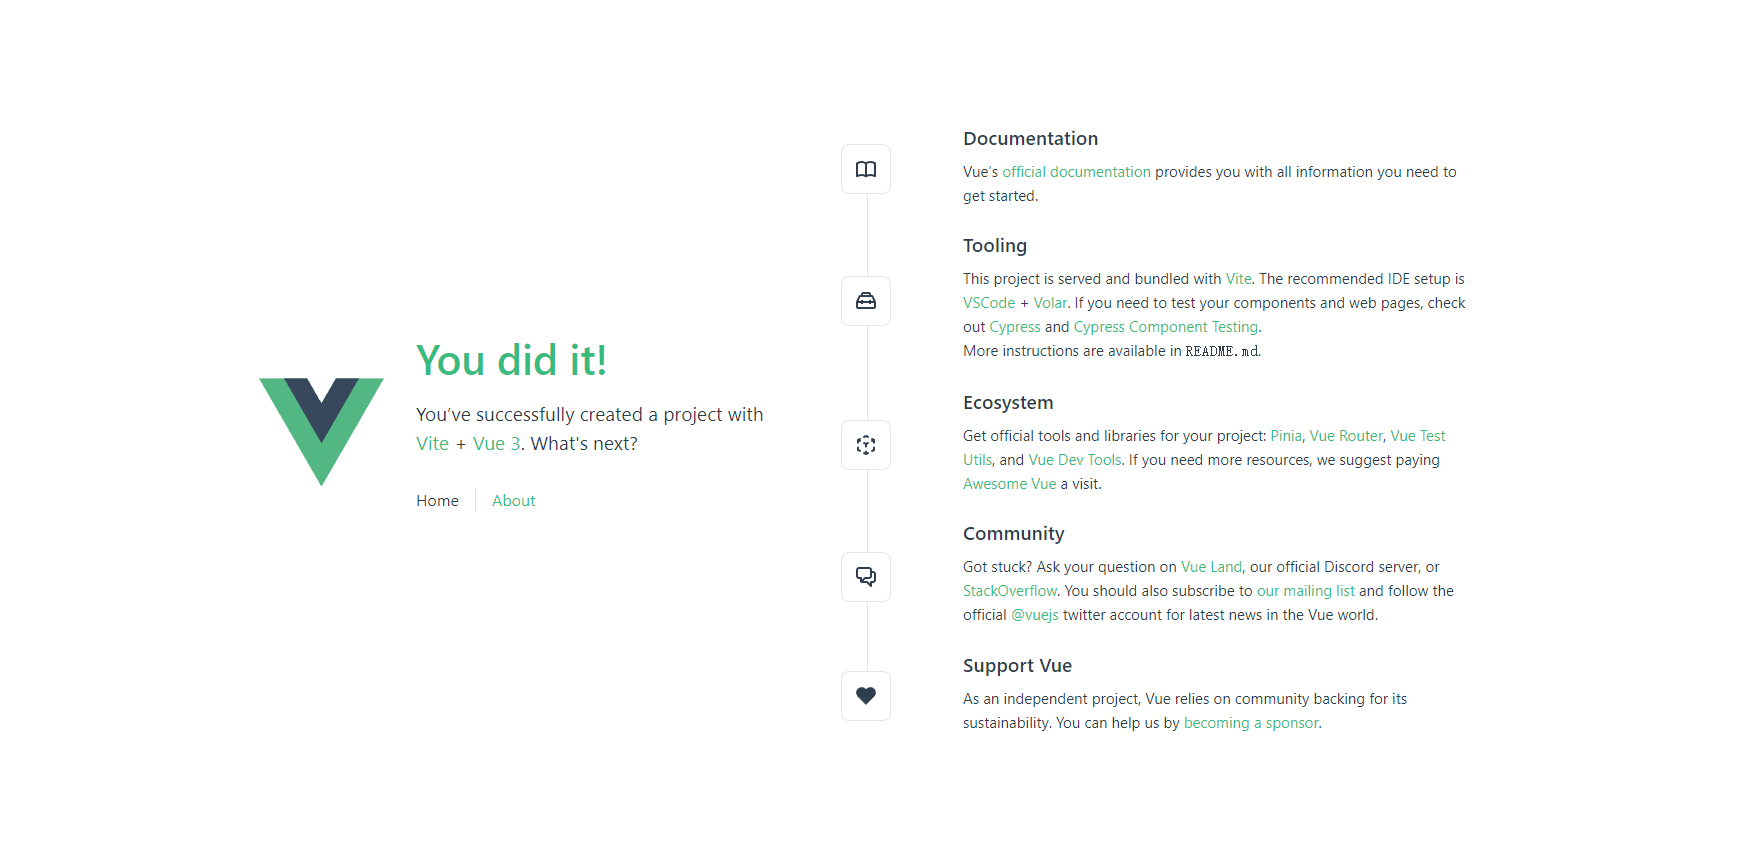 You did it!
You’ve successfully created a project with
Vite + Vue 3. What's next?
Home
About
Documentation
Vue’s official documentation provides you with all information you need to
get started.
Tooling
This project is served and bundled with Vite. The recommended IDE setup is
VSCode + Volar. If you need to test your components and web pages, check
out Cypress and Cypress Component Testing.
More instructions are available in README.md.
Ecosystem
Get official tools and libraries for your project: Pinia, Vue Router, Vue Test
Utils, and Vue Dev Tools. If you need more resources, we suggest paying
Awesome Vue a visit.
Community
Got stuck? Ask your question on Vue Land, our official Discord server, or
StackOverflow. You should also subscribe to our mailing list and follow the
official @vuejs twitter account for latest news in the Vue world.
Support Vue
As an independent project, Vue relies on community backing for its
sustainability. You can help us by becoming a sponsor.